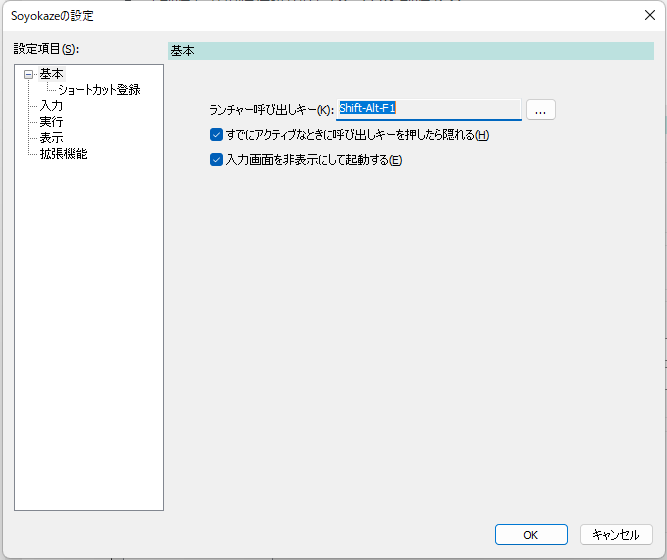 Soyokazeの設定
設定項目(S):
基本
ショートカット登録
入力
実行
表示
拡張機能
基本
ランチャー呼び出しキー(K): Shift-Alt-F1 ...
すでにアクティブなときに呼び出しキーを押したら隠れる(H)
入力画面を非表示にして起動する(E)
OK キャンセル